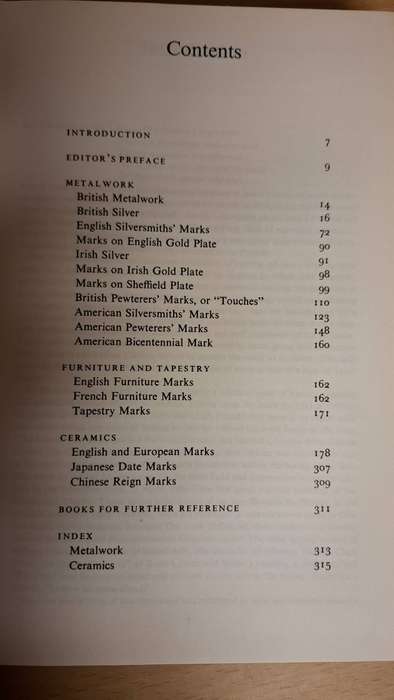 Contents
INTRODUCTION 7
EDITOR'S PREFACE 9
METALWORK
British Metalwork 14
British Silver 16
English Silversmiths' Marks 72
Marks on English Gold Plate 90
Irish Silver 91
Marks on Irish Gold Plate 98
Marks on Sheffield Plate 99
British Pewterers' Marks, or "Touches" 110
American Silversmiths' Marks 123
American Pewterers' Marks 148
American Bicentennial Mark 160
FURNITURE AND TAPESTRY
English Furniture Marks 162
French Furniture Marks 162
Tapestry Marks 171
CERAMICS
English and European Marks 178
Japanese Date Marks 307
Chinese Reign Marks 309
BOOKS FOR FURTHER REFERENCE 311
INDEX
Metalwork 313
Ceramics 315